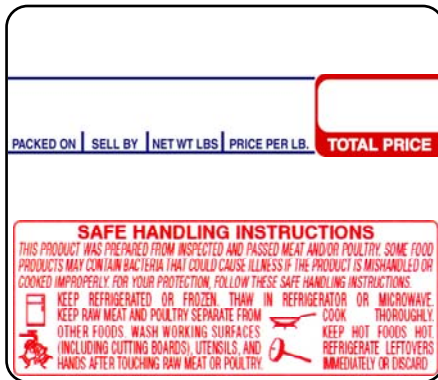 PACKED ON SELL BY NET WT LBS PRICE PER LB. TOTAL PRICE
SAFE HANDLING INSTRUCTIONS
THIS PRODUCT WAS PREPARED FROM INSPECTED AND PASSED MEAT AND/OR POULTRY. SOME FOOD
PRODUCTS MAY CONTAIN BACTERIA THAT COULD CAUSE ILLNESS IF THE PRODUCT IS MISHANDLED OR
COOKED IMPROPERLY. FOR YOUR PROTECTION, FOLLOW THESE SAFE HANDLING INSTRUCTIONS.
KEEP REFRIGERATED OR FROZEN. THAW IN REFRIGERATOR OR MICROWAVE.
KEEP RAW MEAT AND POULTRY SEPARATE FROM
OTHER FOODS. WASH WORKING SURFACES
(INCLUDING CUTTING BOARDS), UTENSILS, AND
HANDS AFTER TOUCHING RAW MEAT OR POULTRY.
COOK THOROUGHLY.
KEEP HOT FOODS HOT.
REFRIGERATE LEFTOVERS
IMMEDIATELY OR DISCARD